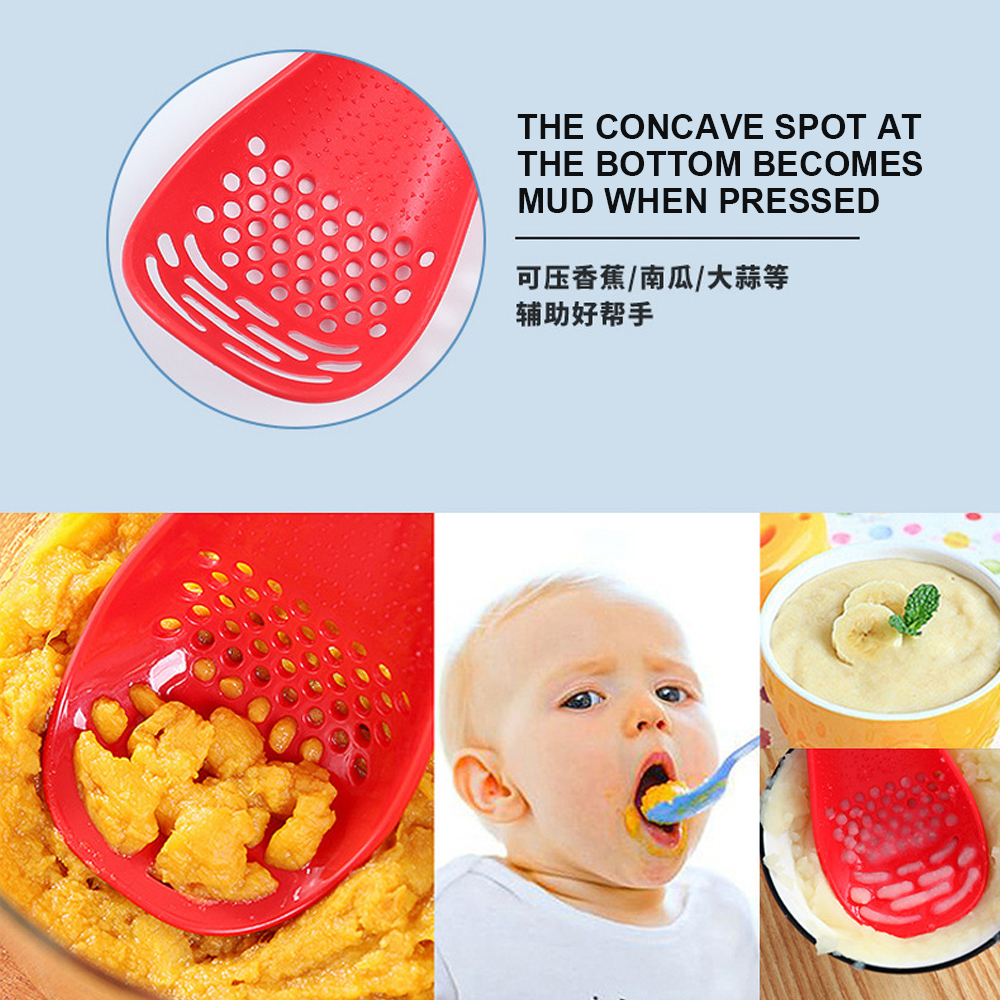 THE CONCAVE SPOT AT
THE BOTTOM BECOMES
MUD WHEN PRESSED
可压香蕉/南瓜/大蒜等
辅助好帮手